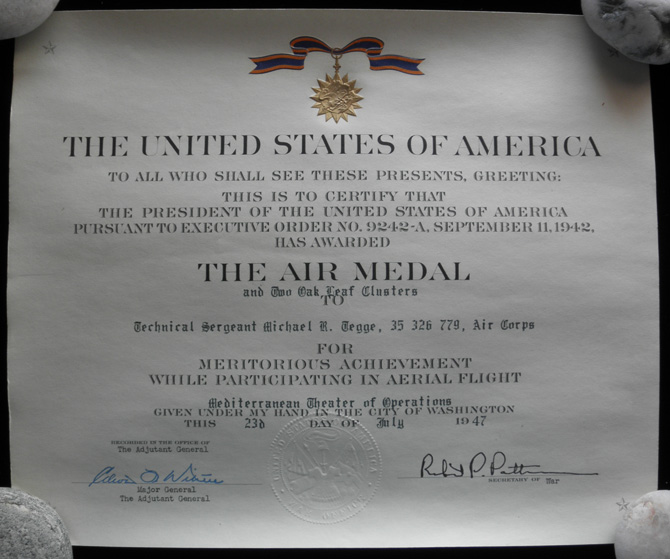 THE UNITED STATES OF AMERICA
TO ALL WHO SHALL SEE THESE PRESENTS, GREETING:
THIS IS TO CERTIFY THAT
THE PRESIDENT OF THE UNITED STATES OF AMERICA
PURSUANT TO EXECUTIVE ORDER NO. 9242-A, SEPTEMBER 11, 1942,
HAS AWARDED
THE AIR MEDAL
and Two Oak Leaf Clusters
TO
Technical Sergeant Michael R. Tegge, 35 326 779, Air Corps
FOR
MERITORIOUS ACHIEVEMENT
WHILE PARTICIPATING IN AERIAL FLIGHT
Mediterranean Theater of Operations
GIVEN UNDER MY HAND IN THE CITY OF WASHINGTON
THIS 23d DAY OF July 1947
RECORDED IN THE OFFICE OF
The Adjutant General
Major General
The Adjutant General
Robert P. Patterson
SECRETARY OF War